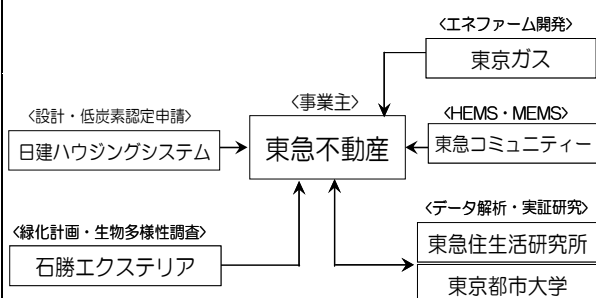 〈エネファーム開発〉
東京ガス
〈事業主〉
東急不動産
〈設計・低炭素認定申請〉
日建ハウジングシステム
〈HEMS・MEMS〉
東急コミュニティー
〈緑化計画・生物多様性調査〉
石勝エクステリア
〈データ解析・実証研究〉
東急住生活研究所
東京都市大学